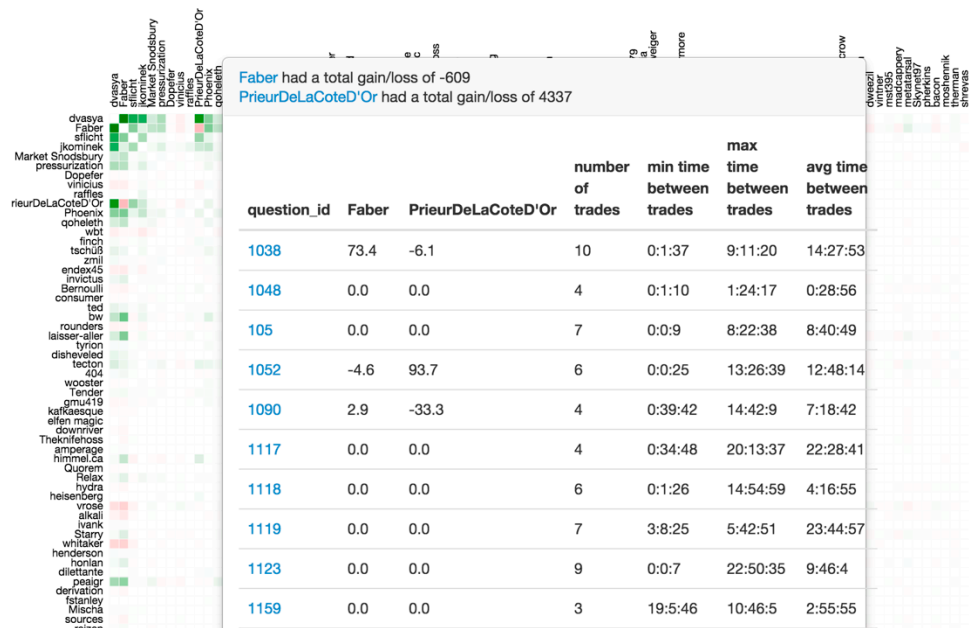 dvasya
Faber
sflicht
jkominek
Market Snodsbury
pressurization
Dopefer
vinicius
raffles
PrieurDeLaCoteD'Or
Phoenix
qoheleth
79
eiger
more
crow
dweezil
vintner
mst395
madcappery
metatarsal
Skynet97
pherkins
bacon
moshennik
therman
shrevas
Faber had a total gain/loss of -609
PrieurDeLaCoteD'Or had a total gain/loss of 4337
question_id Faber PrieurDeLaCoteD'Or number of trades min time between trades max time between trades avg time between trades
1038 73.4 -6.1 10 0:1:37 9:11:20 14:27:53
1048 0.0 0.0 4 0:1:10 1:24:17 0:28:56
105 0.0 0.0 7 0:0:9 8:22:38 8:40:49
1052 -4.6 93.7 6 0:0:25 13:26:39 12:48:14
1090 2.9 -33.3 4 0:39:42 14:42:9 7:18:42
1117 0.0 0.0 4 0:34:48 20:13:37 22:28:41
1118 0.0 0.0 6 0:1:26 14:54:59 4:16:55
1119 0.0 0.0 7 3:8:25 5:42:51 23:44:57
1123 0.0 0.0 9 0:0:7 22:50:35 9:46:4
1159 0.0 0.0 3 19:5:46 10:46:5 2:55:55
dvasya
Faber
sflicht
jkominek
Market Snodsbury
pressurization
Dopefer
vinicius
raffles
rieurDeLaCoteD'Or
Phoenix
qoheleth
wbt
finch
tschüß
zmil
endex45
invictus
Bernoulli
consumer
ted
bw
rounders
laisser-aller
tyrion
disheveled
tecton
404
wooster
Tender
gmu419
kafkaesque
elfen magic
downriver
Theknifehoss
amperage
himmel.ca
Quorem
Relax
hydra
heisenberg
vrose
alkali
ivank
Starry
whitaker
henderson
honlan
dilettante
peaigr
derivation
fstanley
Mischa
sources